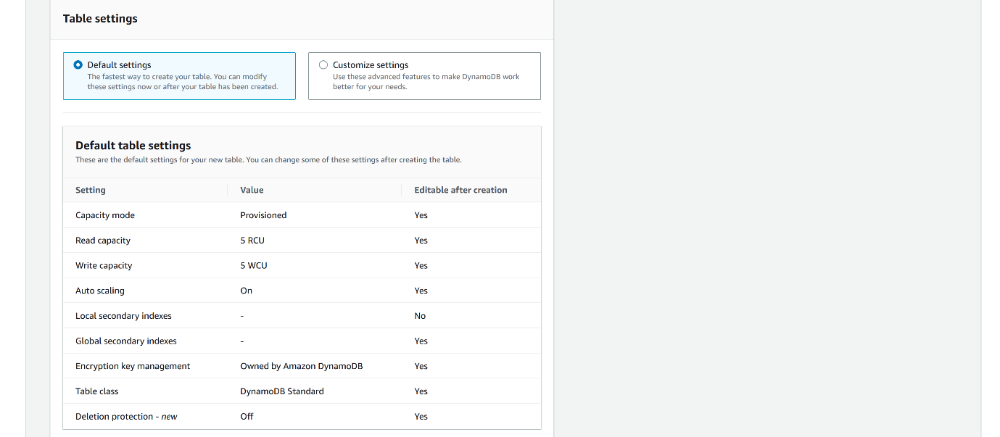 Table settings
Default settings
The fastest way to create your table. You can modify
these settings now or after your table has been created.
Customize settings
Use these advanced features to make DynamoDB work
better for your needs.
Default table settings
These are the default settings for your new table. You can change some of these settings after creating the table.
Setting Value Editable after creation
Capacity mode Provisioned Yes
Read capacity 5 RCU Yes
Write capacity 5 WCU Yes
Auto scaling On Yes
Local secondary indexes - No
Global secondary indexes - Yes
Encryption key management Owned by Amazon DynamoDB Yes
Table class DynamoDB Standard Yes
Deletion protection - new Off Yes